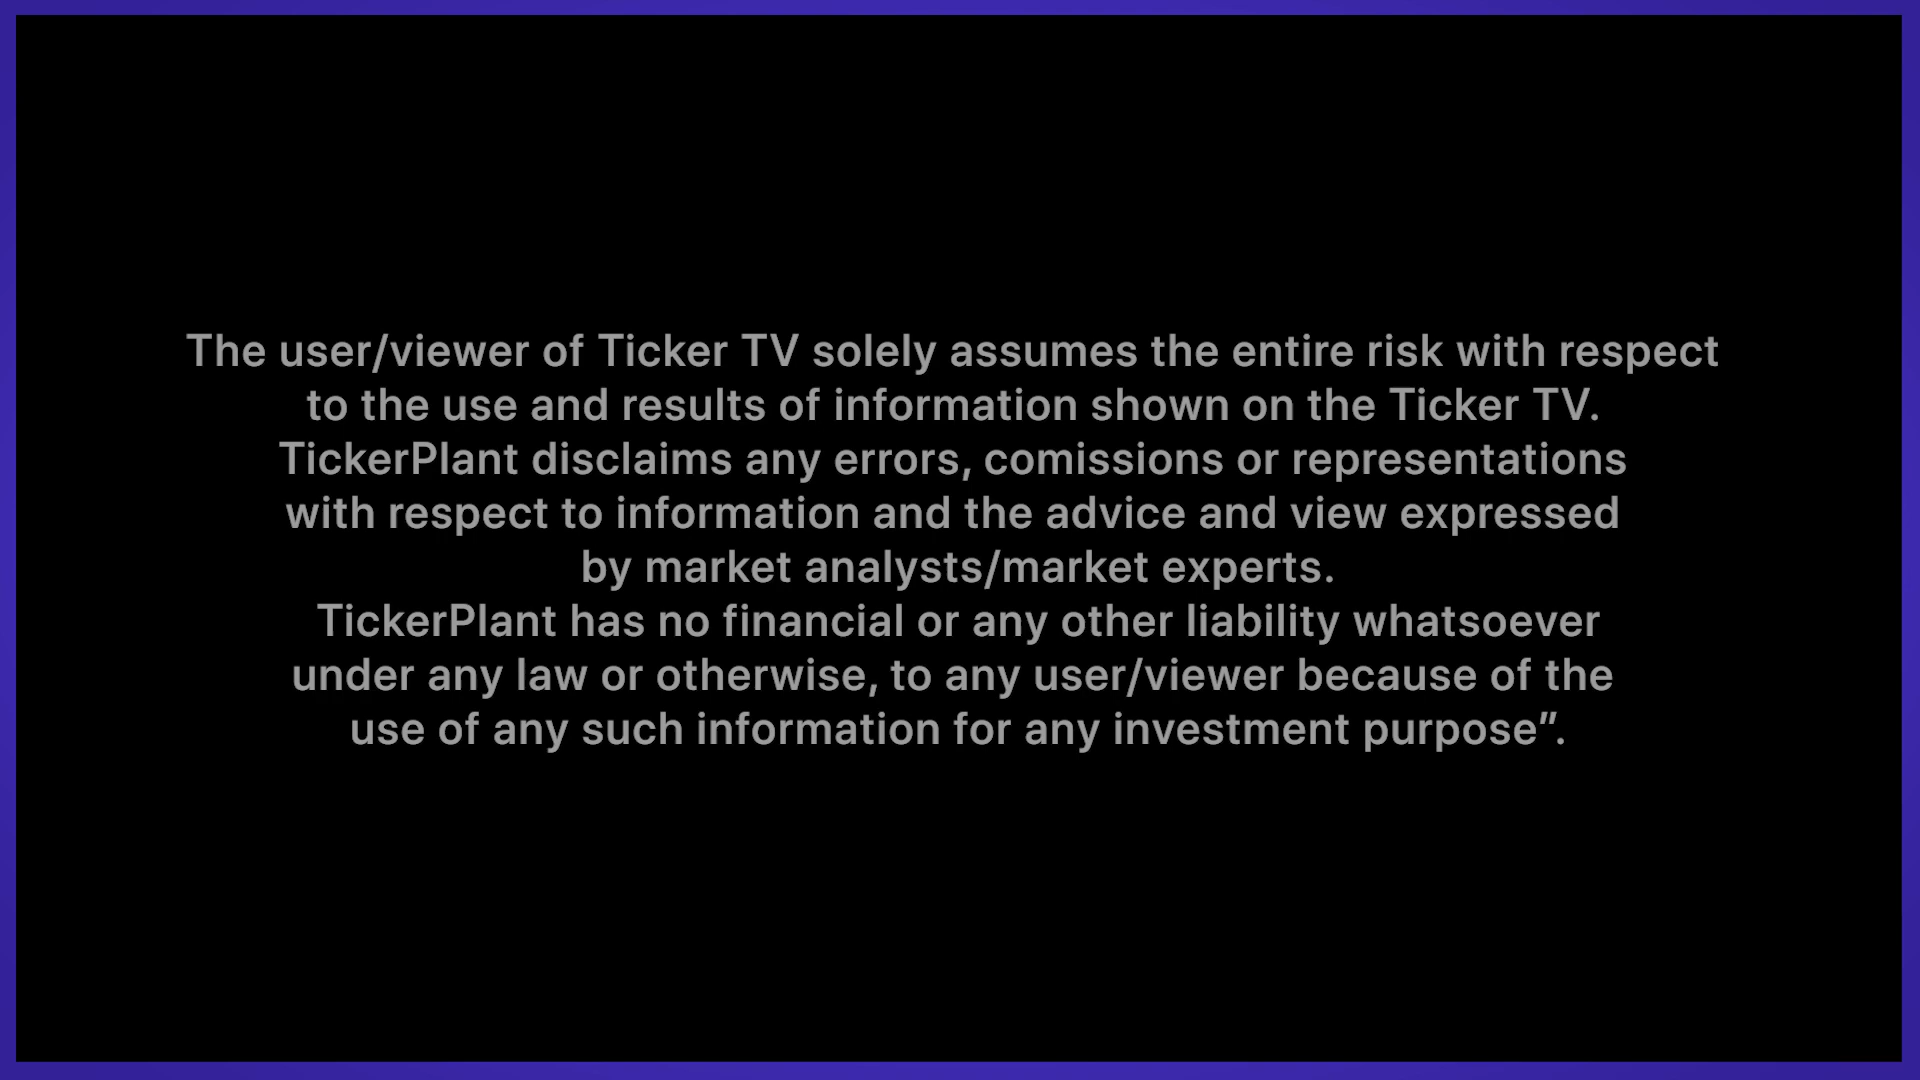 The user/viewer of Ticker TV solely assumes the entire risk with respect
to the use and results of information shown on the Ticker TV.
TickerPlant disclaims any errors, comissions or representations
with respect to information and the advice and view expressed
by market analysts/market experts.
TickerPlant has no financial or any other liability whatsoever
under any law or otherwise, to any user/viewer because of the
use of any such information for any investment purpose”.